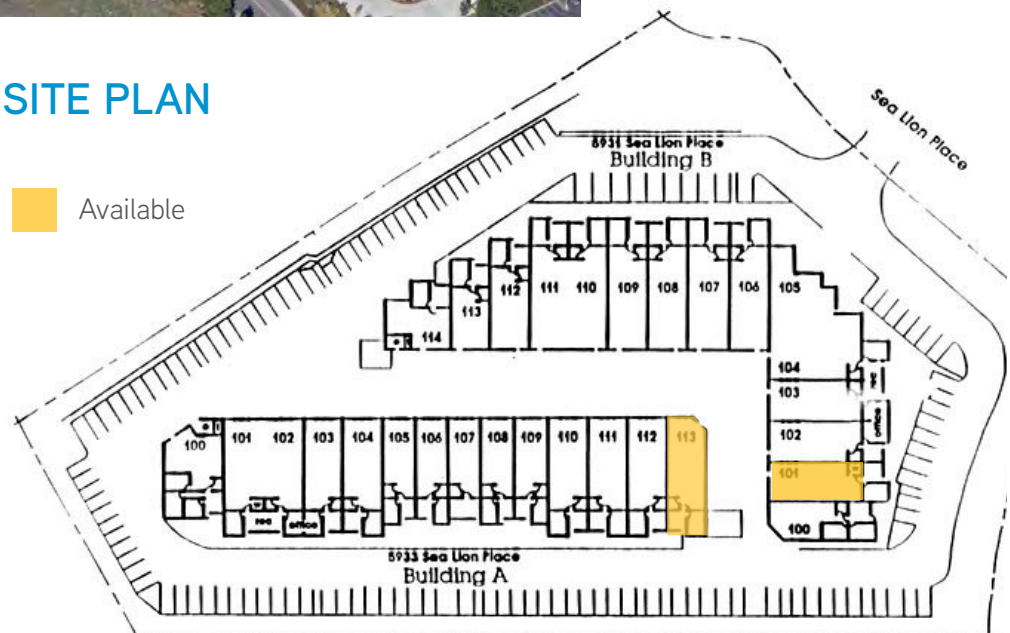 SITE PLAN
Available
Sea Lion Place
5931 Sea Lion Place
Building B
114 113 112 111 110 109 108 107 106 105
104
103
102
101
100
rec
office
100 101 102 103 104 105 106 107 108 109 110 111 112 113
rec office
5933 Sea Lion Place
Building A